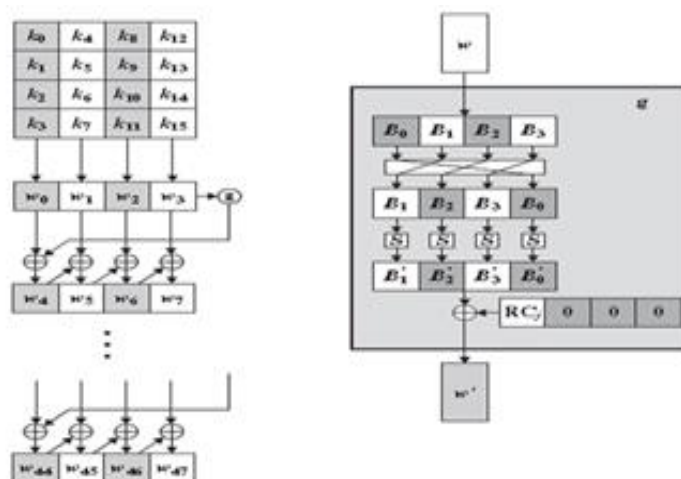 k0 k4 k8 k12
k1 k5 k9 k13
k2 k6 k10 k14
k3 k7 k11 k15
w0 w1 w2 w3 g
w4 w5 w6 w7
w44 w45 w46 w47
w
g
B0 B1 B2 B3
B1 B2 B3 B0
S S S S
B'1 B'2 B'3 B'0
RCj 0 0 0
w'